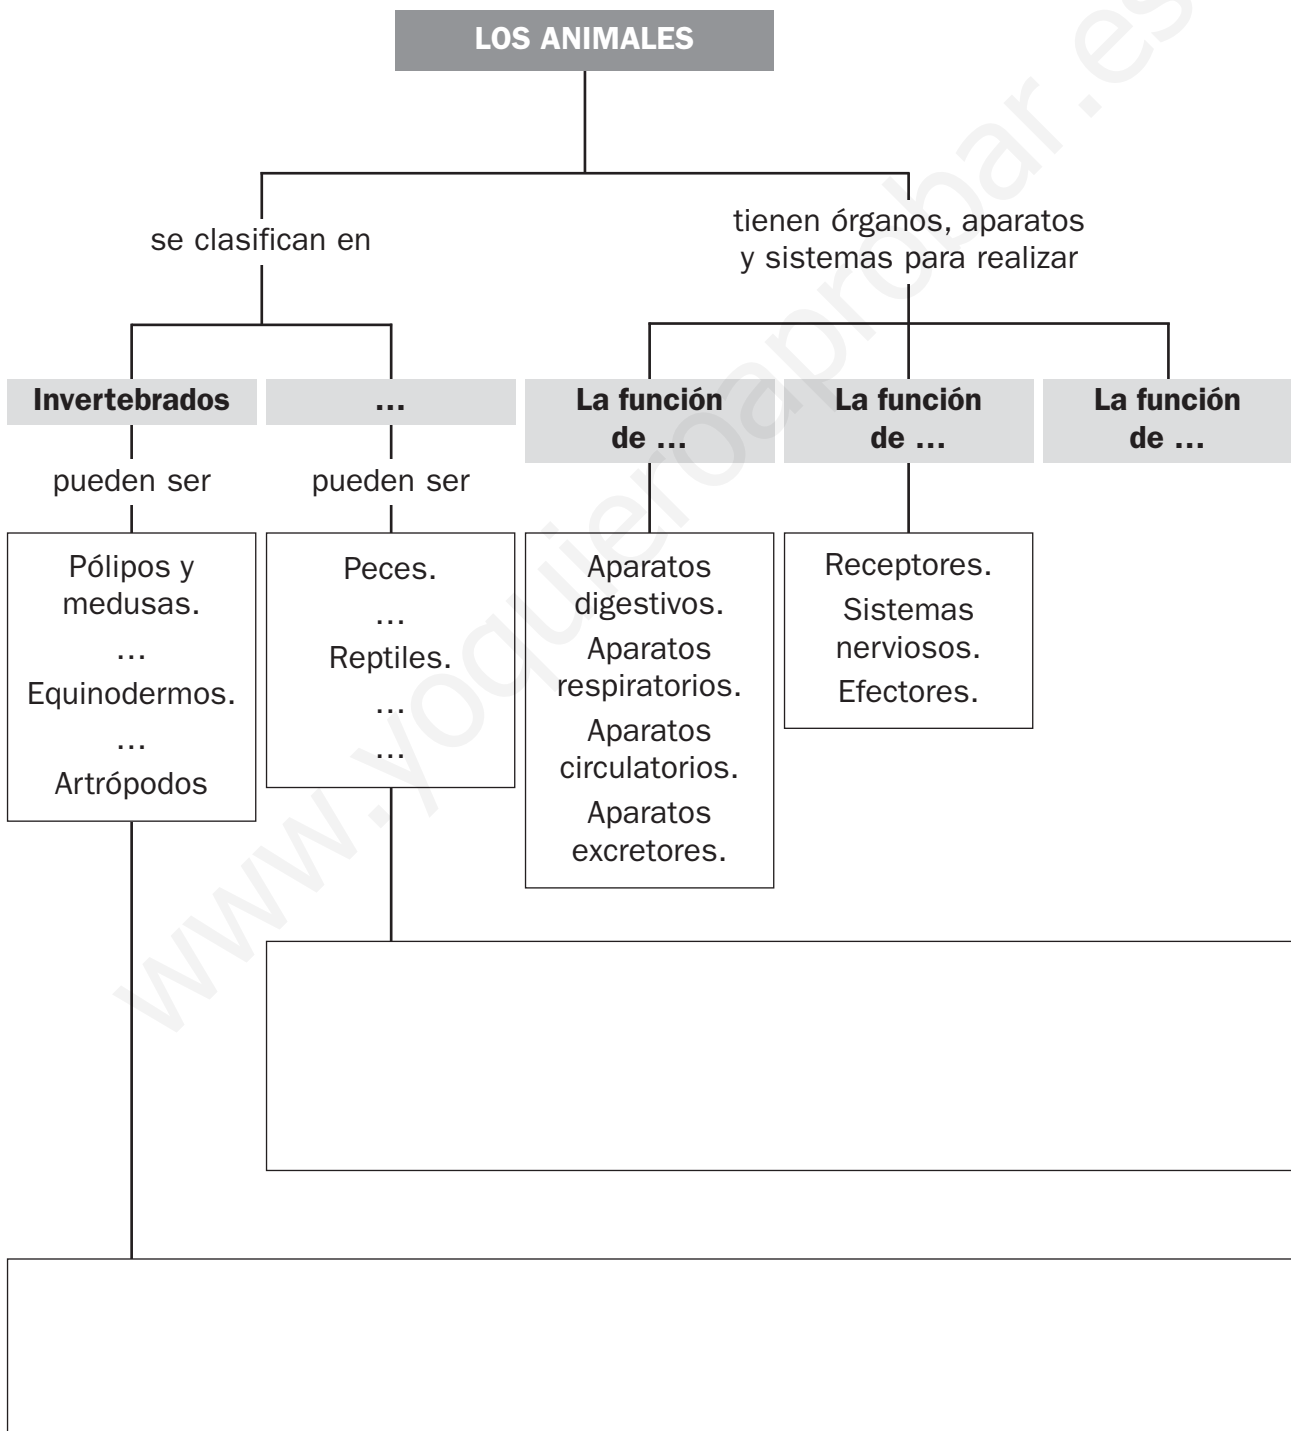 LOS ANIMALES
se clasifican en
tienen órganos, aparatos
y sistemas para realizar
Invertebrados
...
La función
de ...
La función
de ...
La función
de ...
pueden ser
pueden ser
Pólipos y
medusas.
...
Equinodermos.
...
Artrópodos
Peces.
...
Reptiles.
...
...
Aparatos
digestivos.
Aparatos
respiratorios.
Aparatos
circulatorios.
Aparatos
excretores.
Receptores.
Sistemas
nerviosos.
Efectores.
www.yoquieroaprobar.es